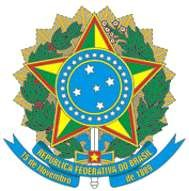 REPÚBLICA FEDERATIVA DO BRASIL
15 de Novembro de 1889